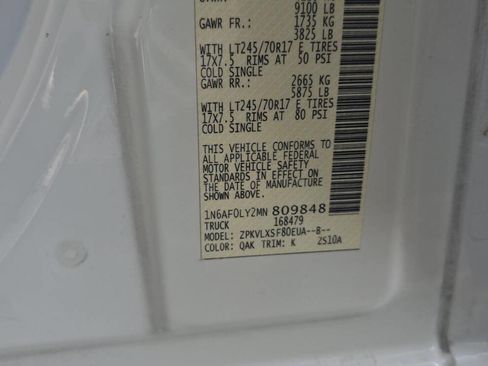 9100 LB
GAWR FR.: 1735 KG
3825 LB
WITH LT245/70R17 E TIRES
17X7.5 RIMS AT 50 PSI
COLD SINGLE
GAWR RR.: 2665 KG
5875 LB
WITH LT245/70R17 E TIRES
17X7.5 RIMS AT 80 PSI
COLD SINGLE
THIS VEHICLE CONFORMS TO
ALL APPLICABLE FEDERAL
MOTOR VEHICLE SAFETY
STANDARDS IN EFFECT ON
THE DATE OF MANUFACTURE
SHOWN ABOVE.
1N6AF0LY2MN 809848
TRUCK 168479
MODEL: ZPKVLXSF80EUA--B--
COLOR: QAK TRIM: K ZS10A